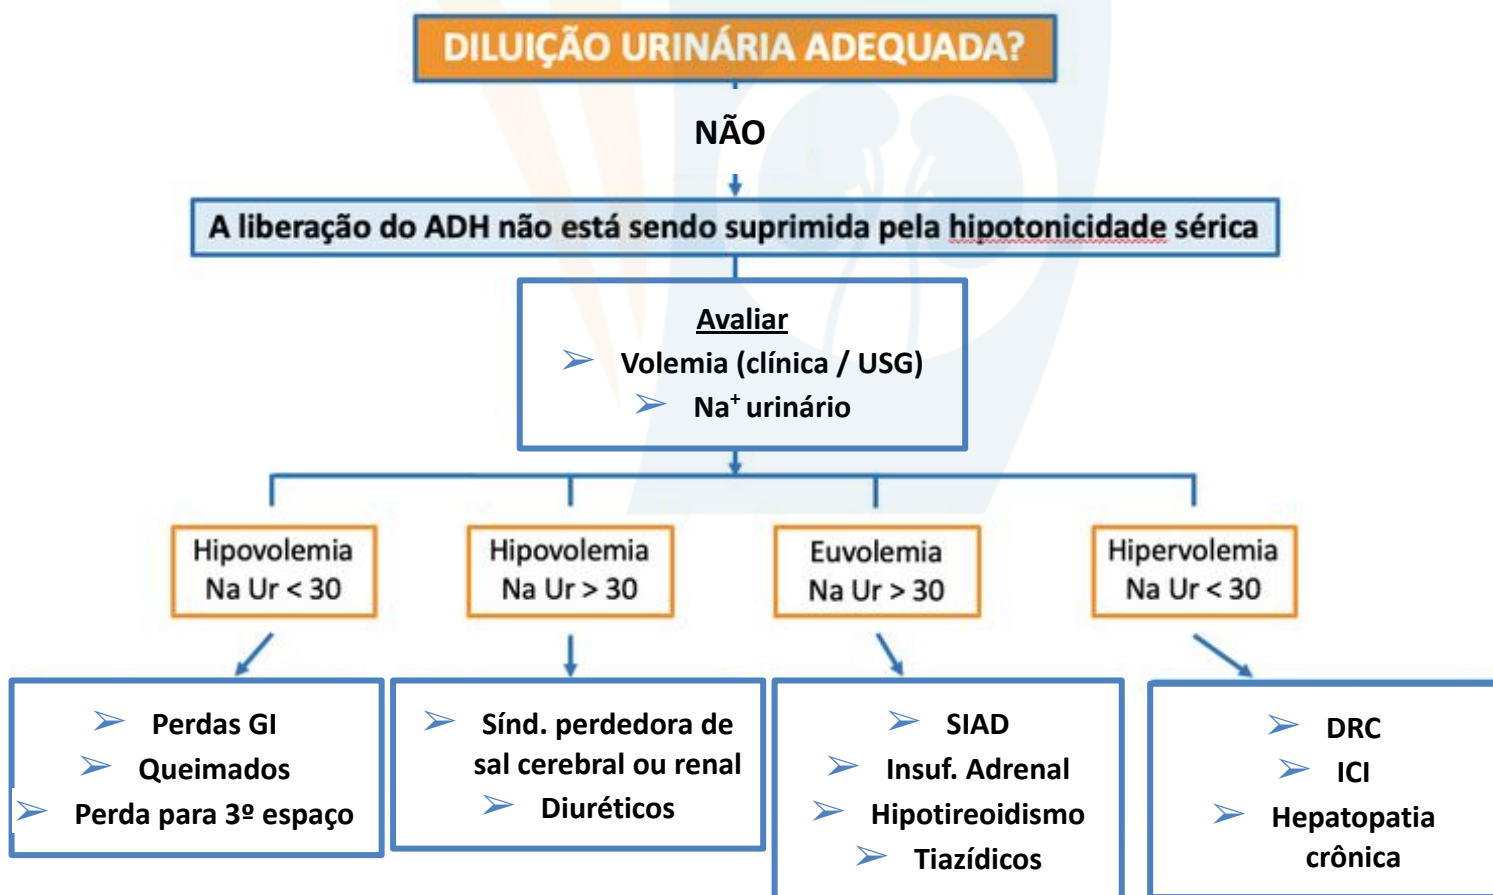 DILUIÇÃO URINÁRIA ADEQUADA?
NÃO
A liberação do ADH não está sendo suprimida pela hipotonicidade sérica
Avaliar
➢ Volemia (clínica / USG)
➢ Na⁺ urinário
Hipovolemia
Na Ur < 30
Hipovolemia
Na Ur > 30
Euvolemia
Na Ur > 30
Hipervolemia
Na Ur < 30
➢ Perdas GI
➢ Queimados
➢ Perda para 3º espaço
➢ Sínd. perdedora de
sal cerebral ou renal
➢ Diuréticos
➢ SIAD
➢ Insuf. Adrenal
➢ Hipotireoidismo
➢ Tiazídicos
➢ DRC
➢ ICI
➢ Hepatopatia
crônica